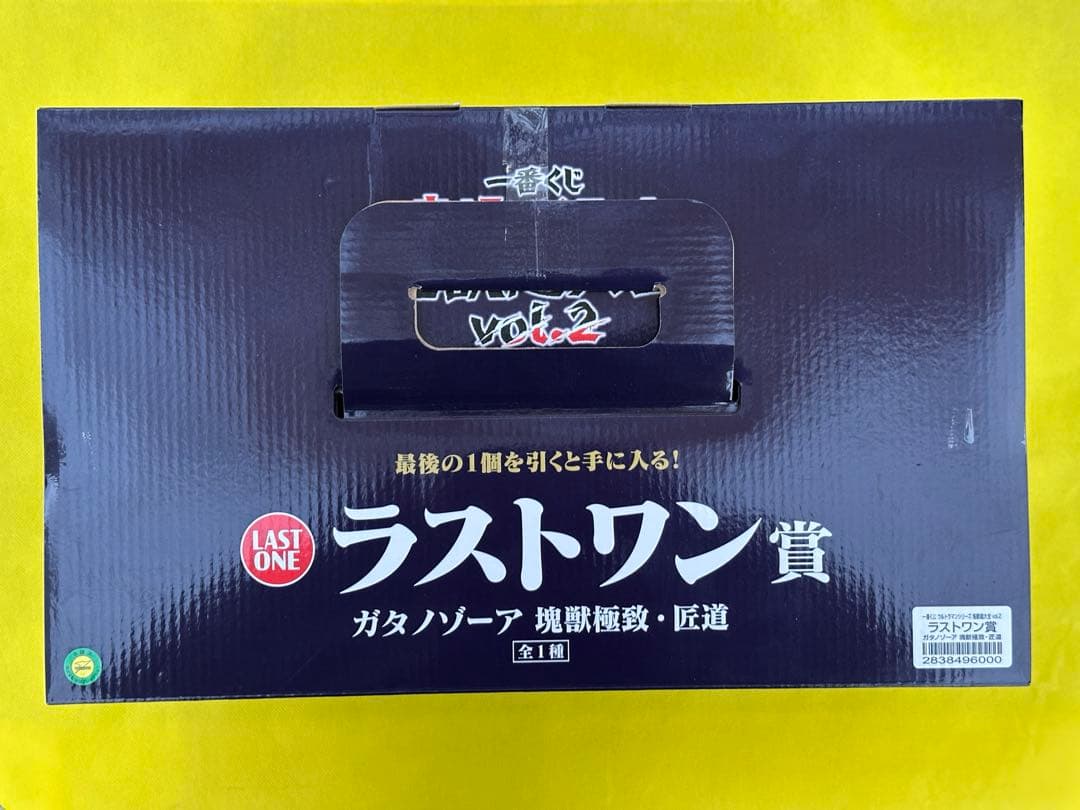 一番くじ
vol.2
最後の1個を引くと手に入る!
LAST
ONE
ラストワン賞
ガタノゾーア 塊獣極致・匠道
全1種
ラストワン賞
ガタノゾーア 塊獣極致・匠道
2838496000